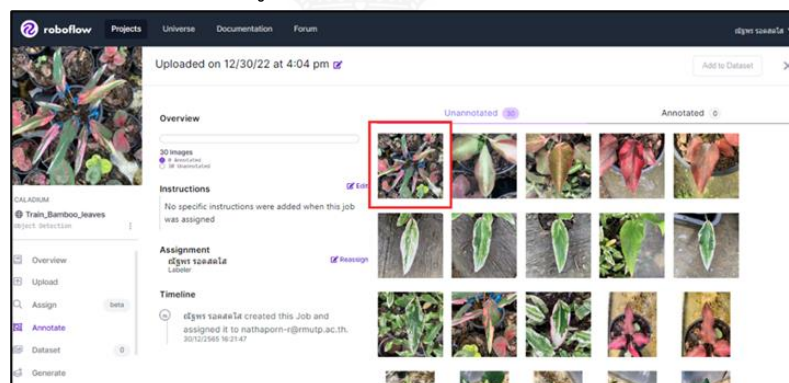 roboflow
Projects
Universe
Documentation
Forum
ณัฐพร รอดสดใส
Uploaded on 12/30/22 at 4:04 pm
Add to Dataset
Overview
Unannotated 30
Annotated 0
30 Images
0 Annotated
30 Unannotated
Instructions
Edit
No specific instructions were added when this job
was assigned
CALADIUM
Train_Bamboo_leaves
Object Detection
Assignment
ณัฐพร รอดสดใส
Reassign
Labeler
Overview
Upload
Assign
beta
Annotate
Dataset
0
Generate
Timeline
ณัฐพร รอดสดใส created this Job and
assigned it to nathaporn-r@rmutp.ac.th.
30/12/2565 16:21:47